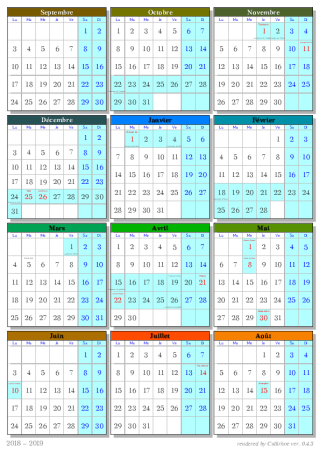 Septembre
Lu Ma Me Je Ve Sa Di
1 2
3 4 5 6 7 8 9
10 11 12 13 14 15 16
17 18 19 20 21 22 23
24 25 26 27 28 29 30
Octobre
Lu Ma Me Je Ve Sa Di
1 2 3 4 5 6 7
8 9 10 11 12 13 14
15 16 17 18 19 20 21
22 23 24 25 26 27 28
29 30 31
Novembre
Lu Ma Me Je Ve Sa Di
1 2 3 4
5 6 7 8 9 10 11
12 13 14 15 16 17 18
19 20 21 22 23 24 25
26 27 28 29 30
Décembre
Lu Ma Me Je Ve Sa Di
1 2
3 4 5 6 7 8 9
10 11 12 13 14 15 16
17 18 19 20 21 22 23
24 25 26 27 28 29 30
31
Janvier
Lu Ma Me Je Ve Sa Di
1 2 3 4 5 6
7 8 9 10 11 12 13
14 15 16 17 18 19 20
21 22 23 24 25 26 27
28 29 30 31
Février
Lu Ma Me Je Ve Sa Di
1 2 3
4 5 6 7 8 9 10
11 12 13 14 15 16 17
18 19 20 21 22 23 24
25 26 27 28
Mars
Lu Ma Me Je Ve Sa Di
1 2 3
4 5 6 7 8 9 10
11 12 13 14 15 16 17
18 19 20 21 22 23 24
25 26 27 28 29 30 31
Avril
Lu Ma Me Je Ve Sa Di
1 2 3 4 5 6 7
8 9 10 11 12 13 14
15 16 17 18 19 20 21
22 23 24 25 26 27 28
29 30
Mai
Lu Ma Me Je Ve Sa Di
1 2 3 4 5
6 7 8 9 10 11 12
13 14 15 16 17 18 19
20 21 22 23 24 25 26
27 28 29 30 31
Juin
Lu Ma Me Je Ve Sa Di
1 2
3 4 5 6 7 8 9
10 11 12 13 14 15 16
17 18 19 20 21 22 23
24 25 26 27 28 29 30
Juillet
Lu Ma Me Je Ve Sa Di
1 2 3 4 5 6 7
8 9 10 11 12 13 14
15 16 17 18 19 20 21
22 23 24 25 26 27 28
29 30 31
Août
Lu Ma Me Je Ve Sa Di
1 2 3 4
5 6 7 8 9 10 11
12 13 14 15 16 17 18
19 20 21 22 23 24 25
26 27 28 29 30 31
2018 – 2019
rendered by Calibrize ver. 0.4.3